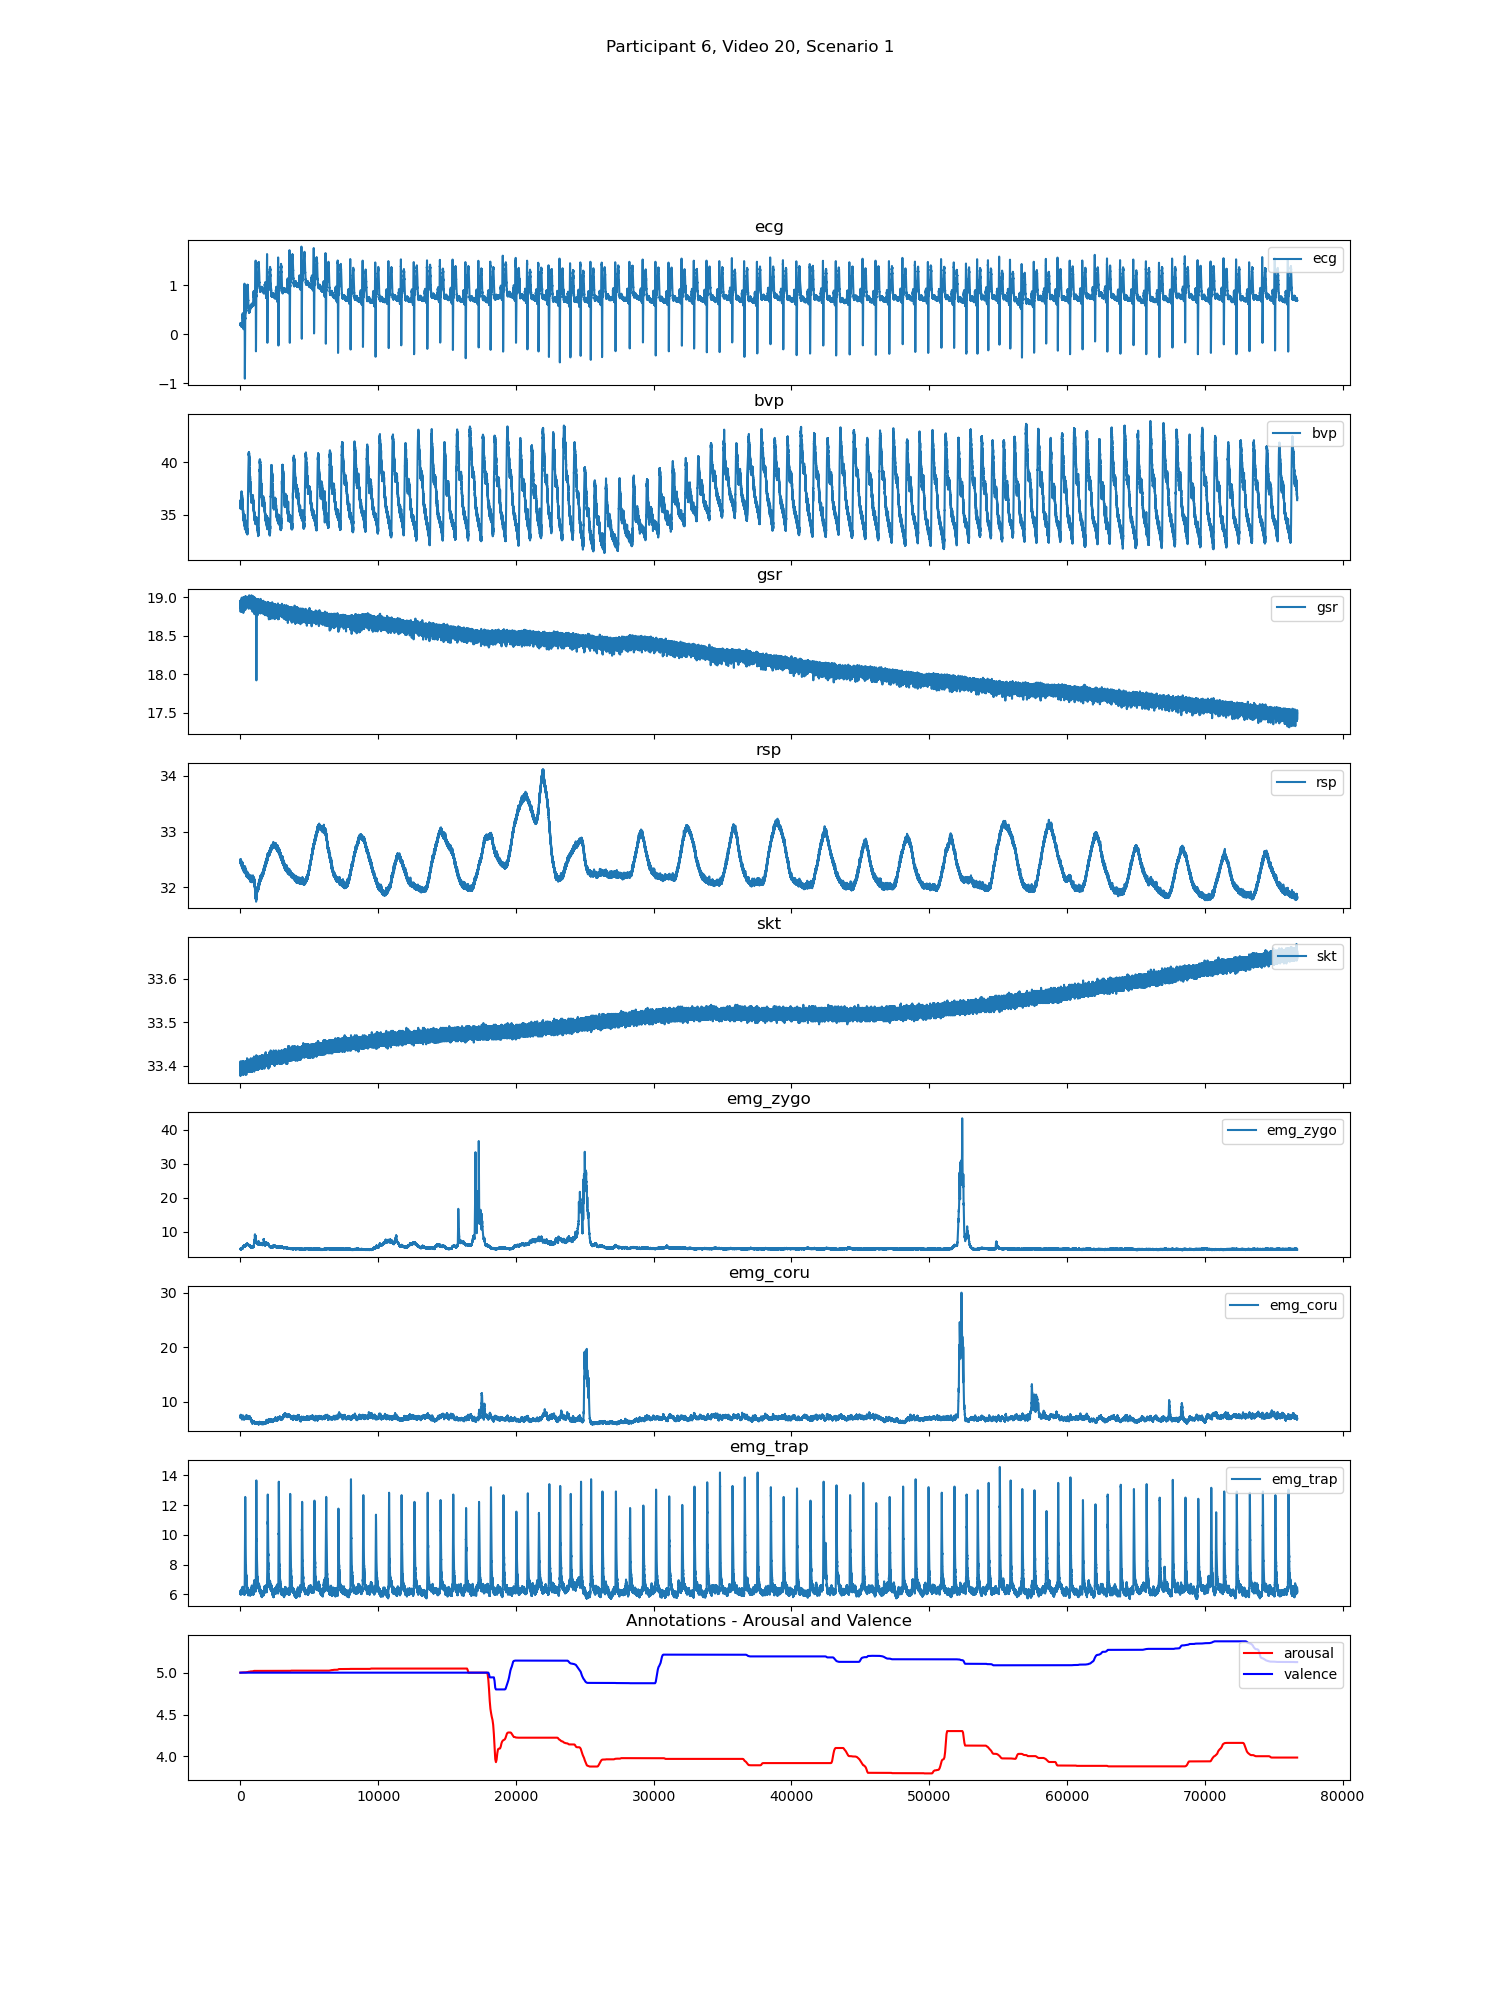 Participant 6, Video 20, Scenario 1
ecg
ecg
1
0
−1
bvp
bvp
40
35
gsr
gsr
19.0
18.5
18.0
17.5
rsp
rsp
34
33
32
skt
skt
33.6
33.5
33.4
emg_zygo
emg_zygo
40
30
20
10
emg_coru
emg_coru
30
20
10
emg_trap
emg_trap
14
12
10
8
6
Annotations - Arousal and Valence
arousal
valence
5.0
4.5
4.0
0 10000 20000 30000 40000 50000 60000 70000 80000